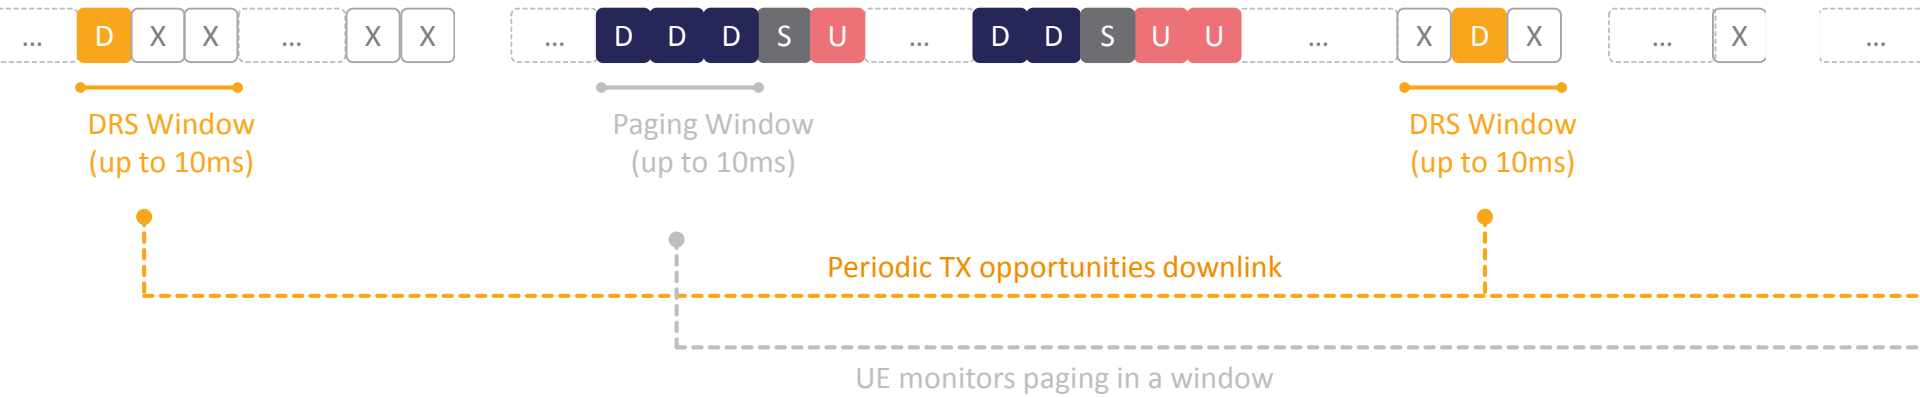 ... D X X ... X X ... D D D S U ... D D S U U ... X D X ... X ...
DRS Window
(up to 10ms)
Paging Window
(up to 10ms)
DRS Window
(up to 10ms)
Periodic TX opportunities downlink
UE monitors paging in a window